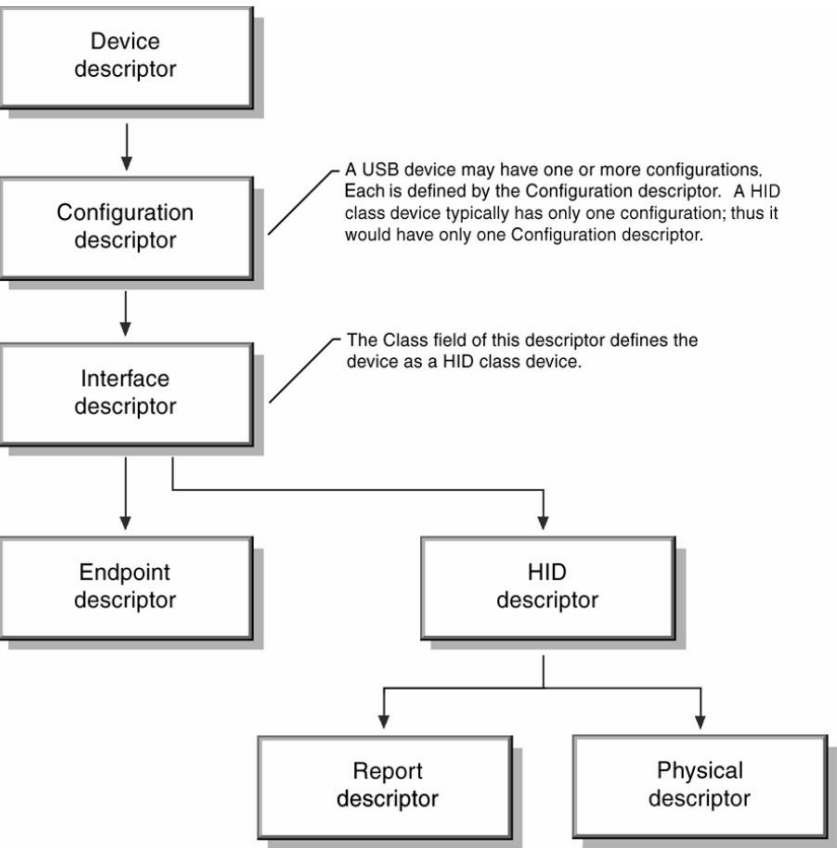 Device
descriptor
A USB device may have one or more configurations.
Each is defined by the Configuration descriptor. A HID
class device typically has only one configuration; thus it
would have only one Configuration descriptor.
Configuration
descriptor
The Class field of this descriptor defines the
device as a HID class device.
Interface
descriptor
Endpoint
descriptor
HID
descriptor
Report
descriptor
Physical
descriptor